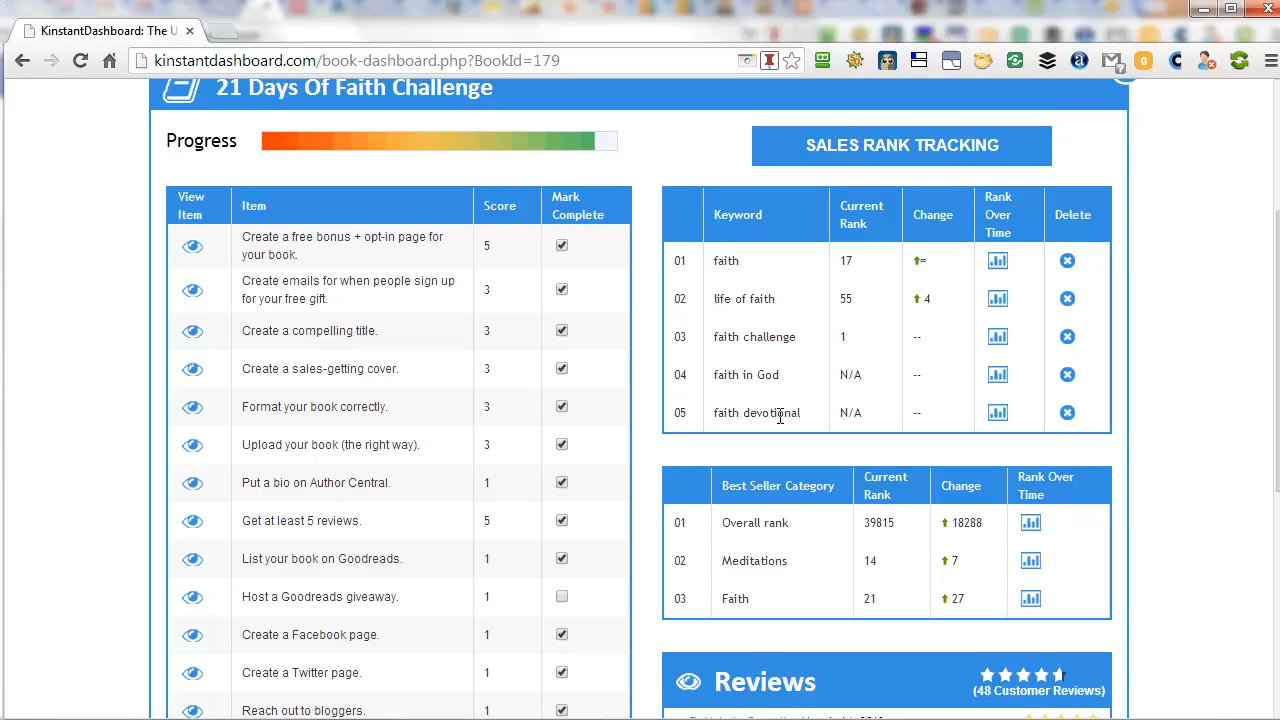 KinstantDashboard: The U
kinstantdashboard.com/book-dashboard.php?BookId=179
21 Days Of Faith Challenge
Progress
SALES RANK TRACKING
View Item
Item
Score
Mark Complete
Create a free bonus + opt-in page for
your book.
5
Create emails for when people sign up
for your free gift.
3
Create a compelling title.
3
Create a sales-getting cover.
3
Format your book correctly.
3
Upload your book (the right way).
3
Put a bio on Author Central.
1
Get at least 5 reviews.
5
List your book on Goodreads.
1
Host a Goodreads giveaway.
1
Create a Facebook page.
1
Create a Twitter page.
1
Reach out to bloggers.
1
Keyword
Current Rank
Change
Rank Over Time
Delete
01 faith 17 ∞
02 life of faith 55 4
03 faith challenge 1 --
04 faith in God N/A --
05 faith devotional N/A --
Best Seller Category
Current Rank
Change
Rank Over Time
01 Overall rank 39815 18288
02 Meditations 14 7
03 Faith 21 27
Reviews
(48 Customer Reviews)